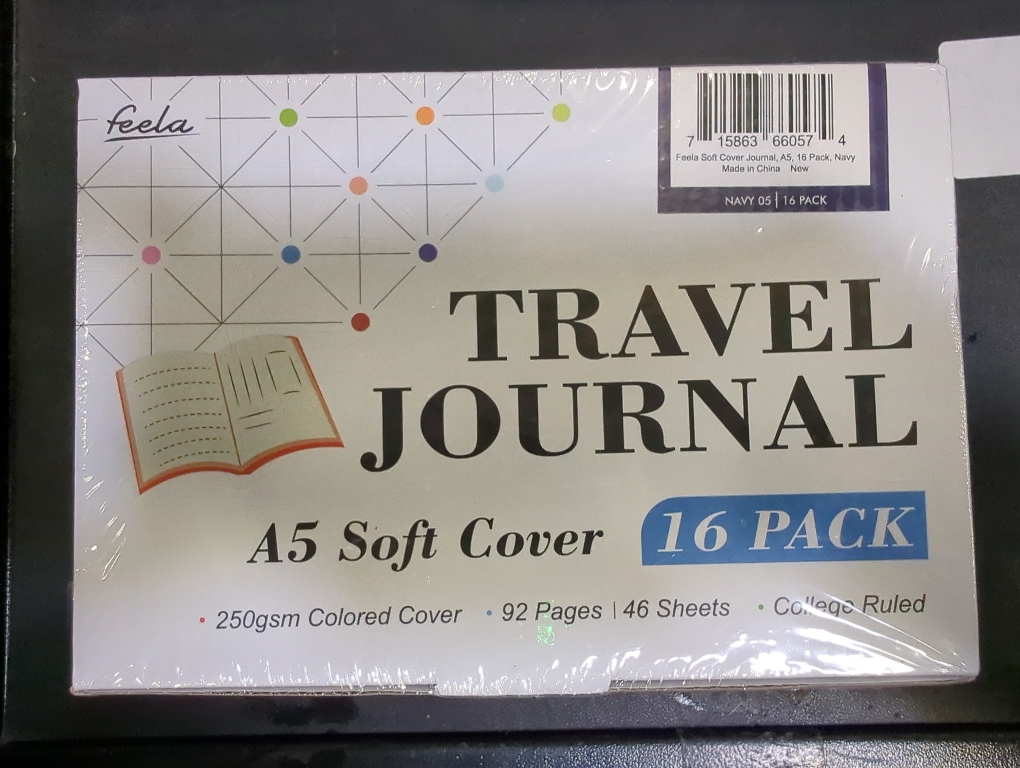 feela
7 15863 66057 4
Feela Soft Cover Journal, A5, 16 Pack, Navy
Made in China New
NAVY 05 | 16 PACK
TRAVEL
JOURNAL
A5 Soft Cover
16 PACK
• 250gsm Colored Cover • 92 Pages | 46 Sheets • College Ruled